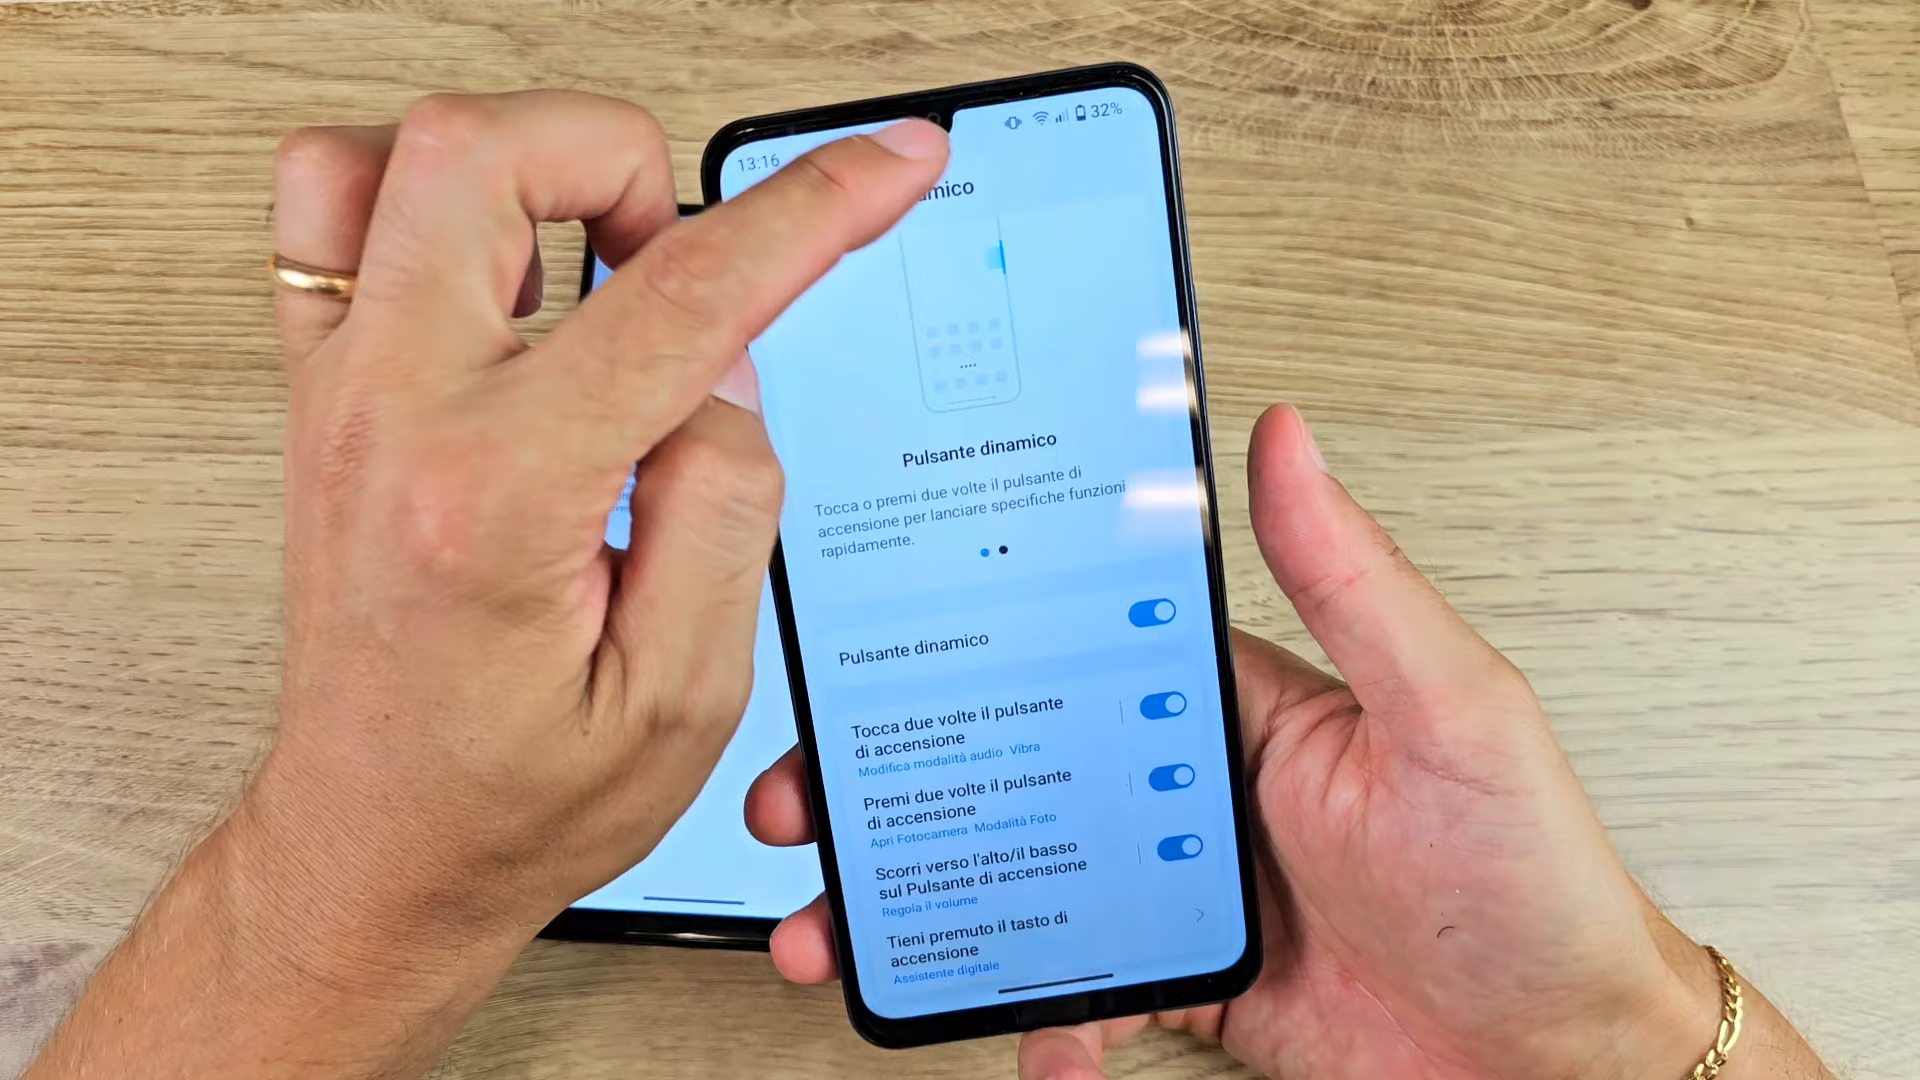 13:16
32%
amico
Pulsante dinamico
Tocca o premi due volte il pulsante di
accensione per lanciare specifiche funzioni
rapidamente.
Pulsante dinamico
Tocca due volte il pulsante
di accensione
Modifica modalità audio Vibra
Premi due volte il pulsante
di accensione
Apri Fotocamera Modalità Foto
Scorri verso l'alto/il basso
sul Pulsante di accensione
Regola il volume
Tieni premuto il tasto di
accensione
Assistente digitale